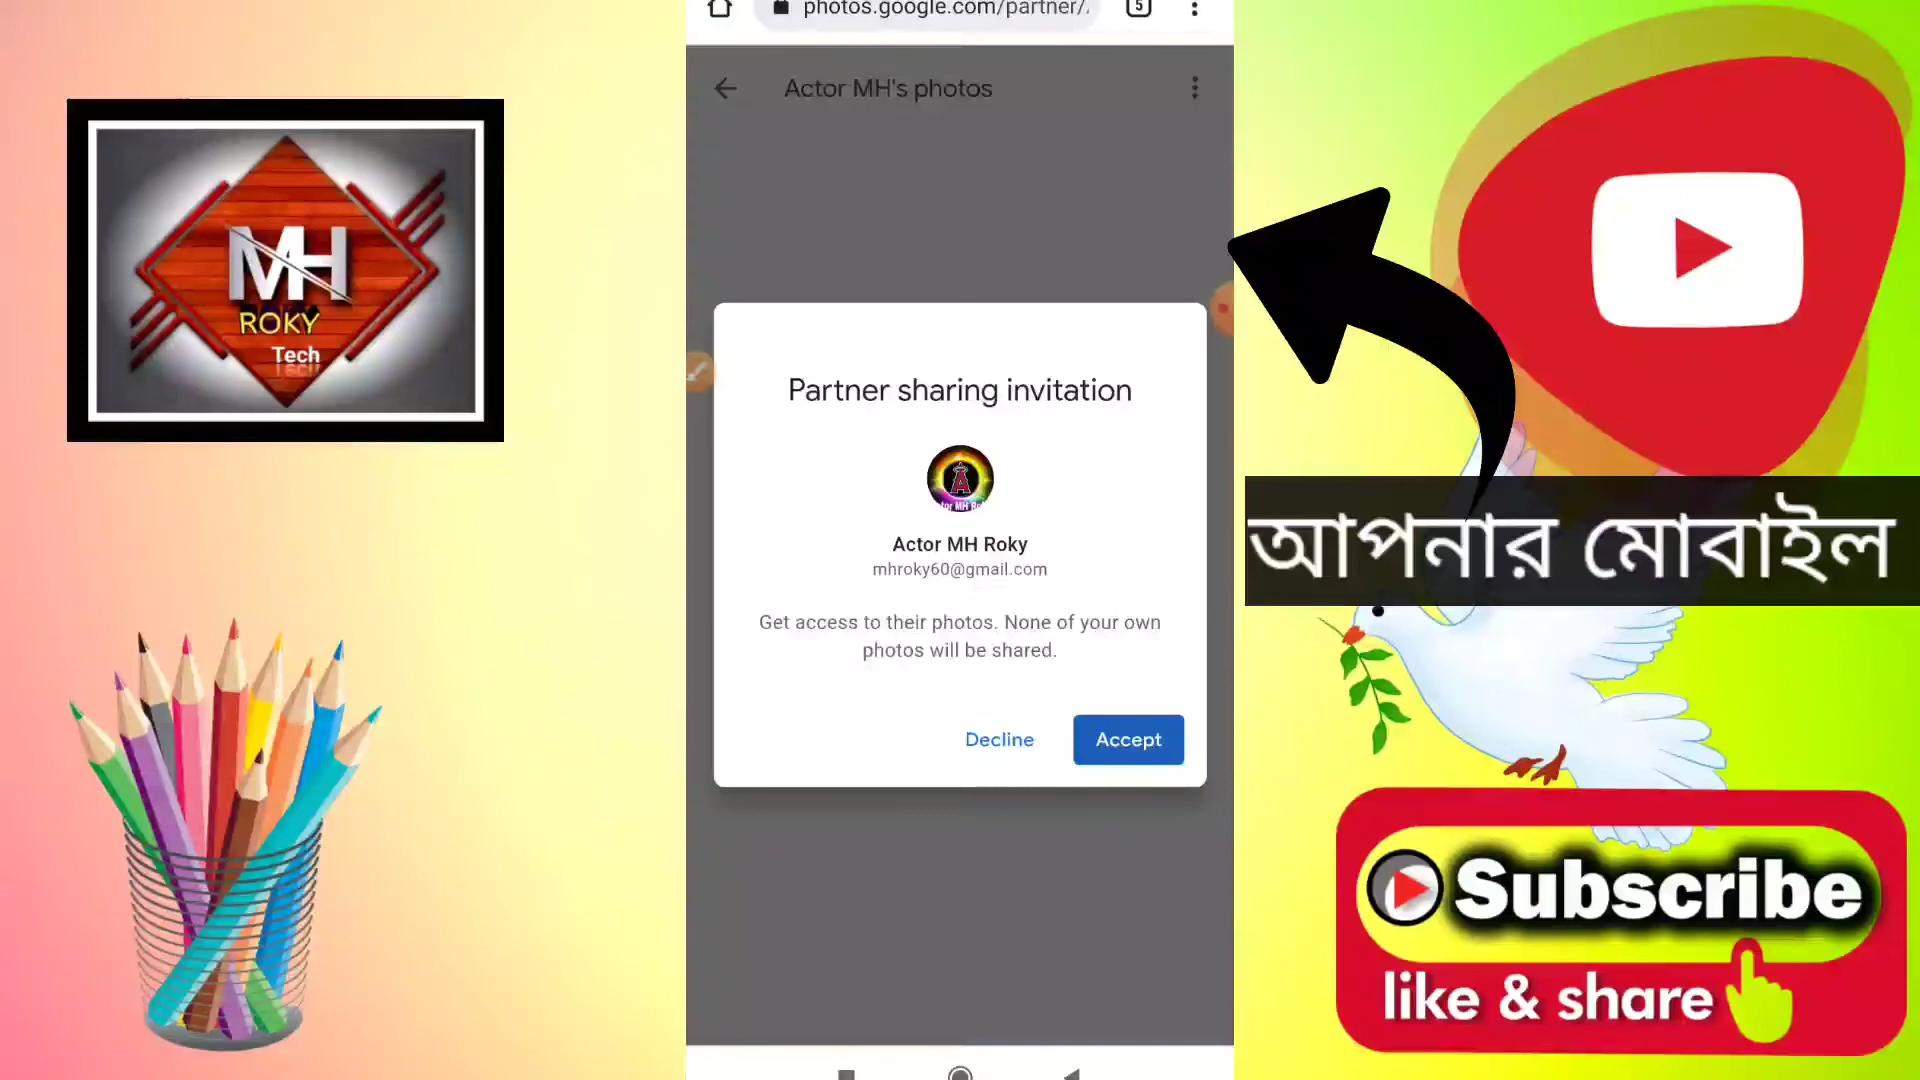 photos.google.com/partner/
5
Actor MH's photos
MH
ROKY
Tech
Partner sharing invitation
Actor MH Roky
mhroky60@gmail.com
Get access to their photos. None of your own
photos will be shared.
Decline
Accept
আপনার মোবাইল
Subscribe
like & share